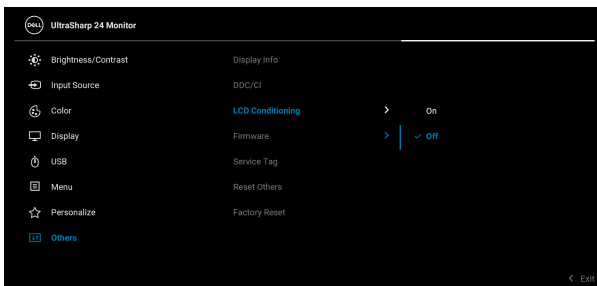 DELL UltraSharp 24 Monitor
Brightness/Contrast Display Info
Input Source DDC/CI
Color LCD Conditioning On
Display Firmware Off
USB Service Tag
Menu Reset Others
Personalize Factory Reset
Others
Exit